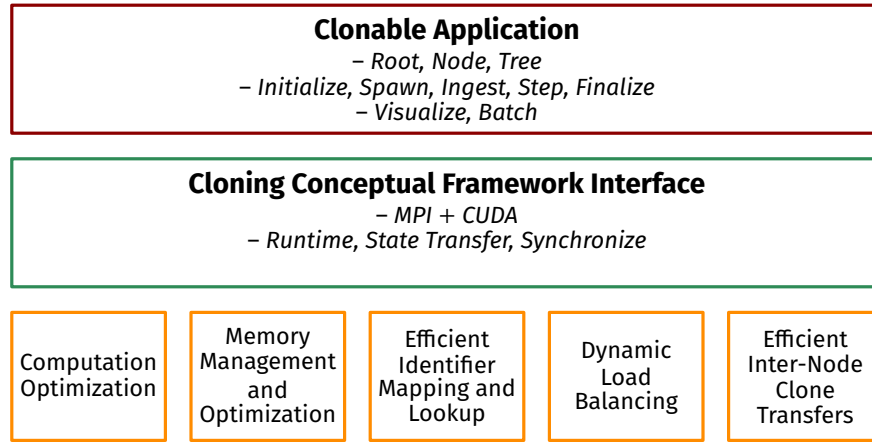 Clonable Application
– Root, Node, Tree
– Initialize, Spawn, Ingest, Step, Finalize
– Visualize, Batch
Cloning Conceptual Framework Interface
– MPI + CUDA
– Runtime, State Transfer, Synchronize
Computation
Optimization
Memory
Management
and
Optimization
Efficient
Identifier
Mapping and
Lookup
Dynamic
Load
Balancing
Efficient
Inter-Node
Clone
Transfers